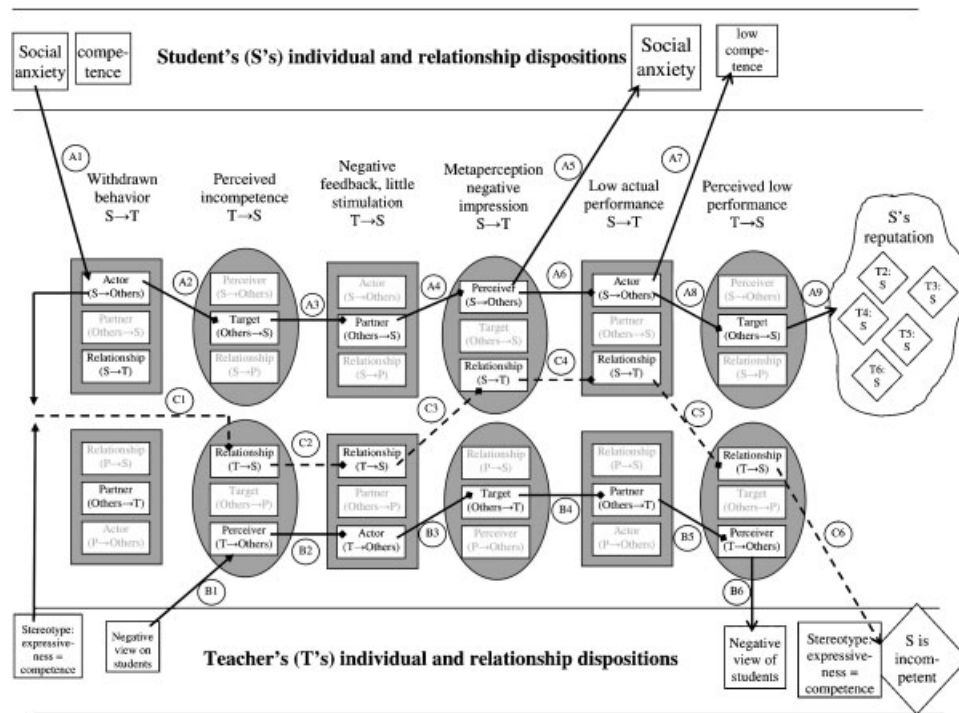 Social
anxiety
compe-
tence
Student's (S's) individual and relationship dispositions
Social
anxiety
low
compe-
tence
A1
A5
A7
Withdrawn
behavior
S→T
Perceived
incompetence
T→S
Negative
feedback, little
stimulation
T→S
Metaperception
negative
impression
S→T
Low actual
performance
S→T
Perceived low
performance
T→S
S's
reputation
T2:
S
T3:
S
T4:
S
T5:
S
T6:
S
Actor
(S→Others)
Partner
(Others→S)
Relationship
(S→T)
A2
Perceiver
(S→Others)
Target
(Others→S)
Relationship
(S→P)
A3
Actor
(S→Others)
Partner
(Others→S)
Relationship
(S→P)
A4
Perceiver
(S→Others)
Target
(Others→S)
Relationship
(S→T)
A6
Actor
(S→Others)
Partner
(Others→S)
Relationship
(S→T)
A8
Perceiver
(S→Others)
Target
(Others→S)
Relationship
(S→P)
A9
C1
C2
C3
C4
C5
C6
Relationship
(P→S)
Partner
(Others→T)
Actor
(P→Others)
Relationship
(T→S)
Target
(Others→P)
Perceiver
(T→Others)
B2
Relationship
(T→S)
Partner
(Others→P)
Actor
(T→Others)
B3
Relationship
(P→S)
Target
(Others→T)
Perceiver
(P→Others)
B4
Relationship
(P→S)
Partner
(Others→T)
Actor
(P→Others)
B5
Relationship
(T→S)
Target
(Others→P)
Perceiver
(T→Others)
B1
B6
Stereotype:
expressive-
ness =
competence
Negative
view on
students
Teacher's (T's) individual and relationship dispositions
Negative
view of
students
Stereotype:
expressive-
ness =
competence
S is
incom-
petent